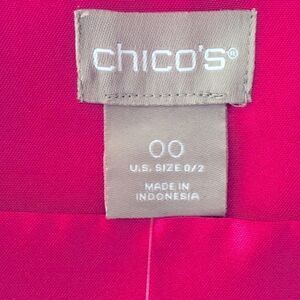 chico's®
00
U.S. SIZE 0/2
MADE IN
INDONESIA